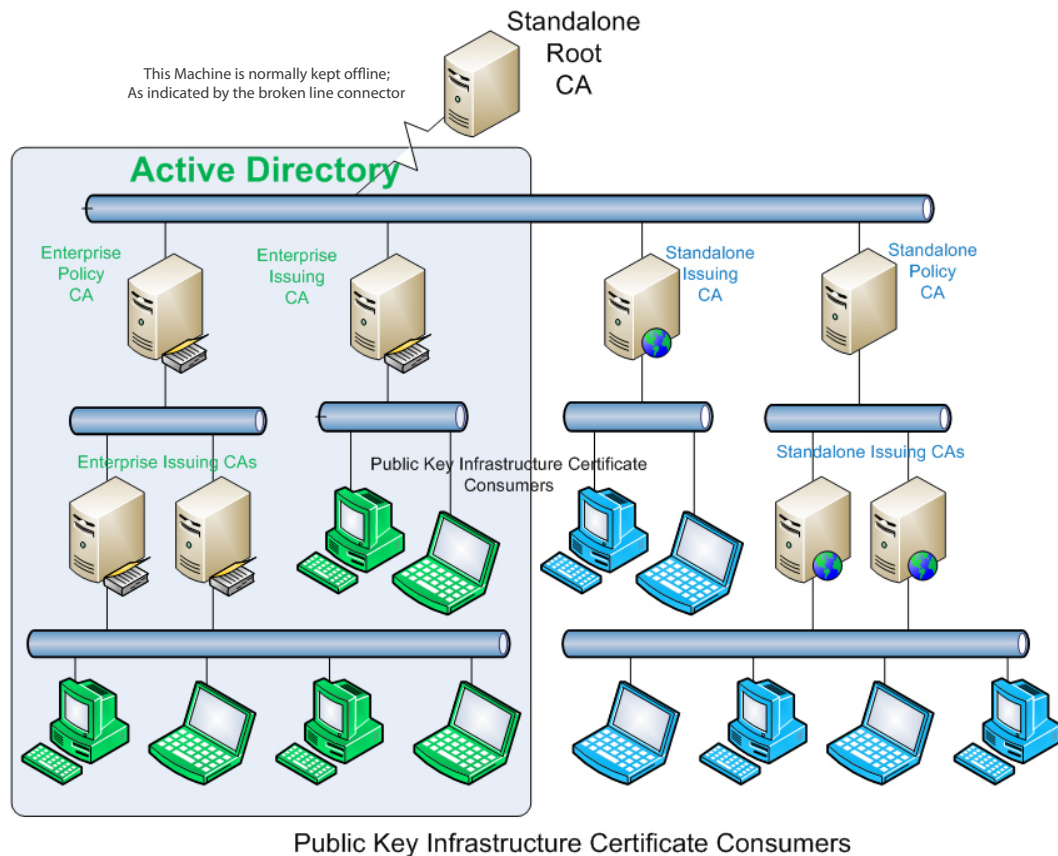 Standalone
Root
CA
This Machine is normally kept offline;
As indicated by the broken line connector
Active Directory
Enterprise
Policy
CA
Enterprise
Issuing
CA
Standalone
Issuing
CA
Standalone
Policy
CA
Enterprise Issuing CAs
Public Key Infrastructure Certificate
Consumers
Standalone Issuing CAs
Public Key Infrastructure Certificate Consumers